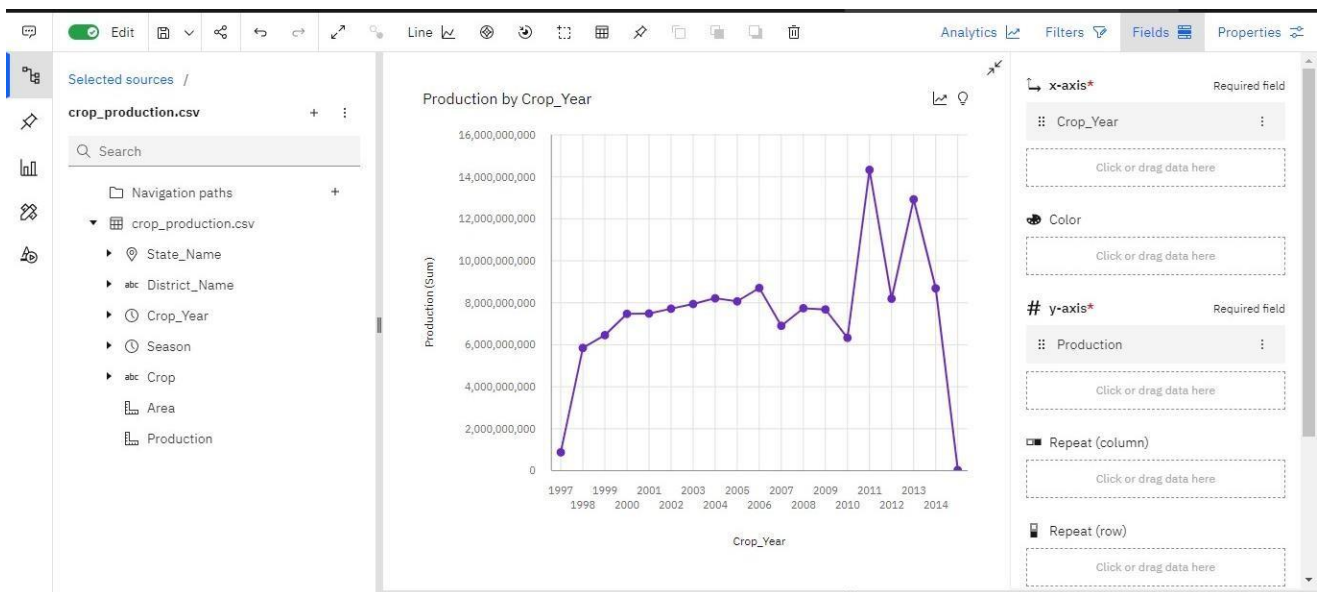 Edit
Line
Analytics
Filters
Fields
Properties
Selected sources /
crop_production.csv
+
Search
Navigation paths
+
crop_production.csv
State_Name
abc District_Name
Crop_Year
Season
abc Crop
Area
Production
Production by Crop_Year
16,000,000,000
14,000,000,000
12,000,000,000
10,000,000,000
8,000,000,000
6,000,000,000
4,000,000,000
2,000,000,000
0
Production (Sum)
1997 1999 2001 2003 2005 2007 2009 2011 2013
1998 2000 2002 2004 2006 2008 2010 2012 2014
Crop_Year
x-axis* Required field
Crop_Year
Click or drag data here
Color
Click or drag data here
# y-axis* Required field
Production
Click or drag data here
Repeat (column)
Click or drag data here
Repeat (row)
Click or drag data here